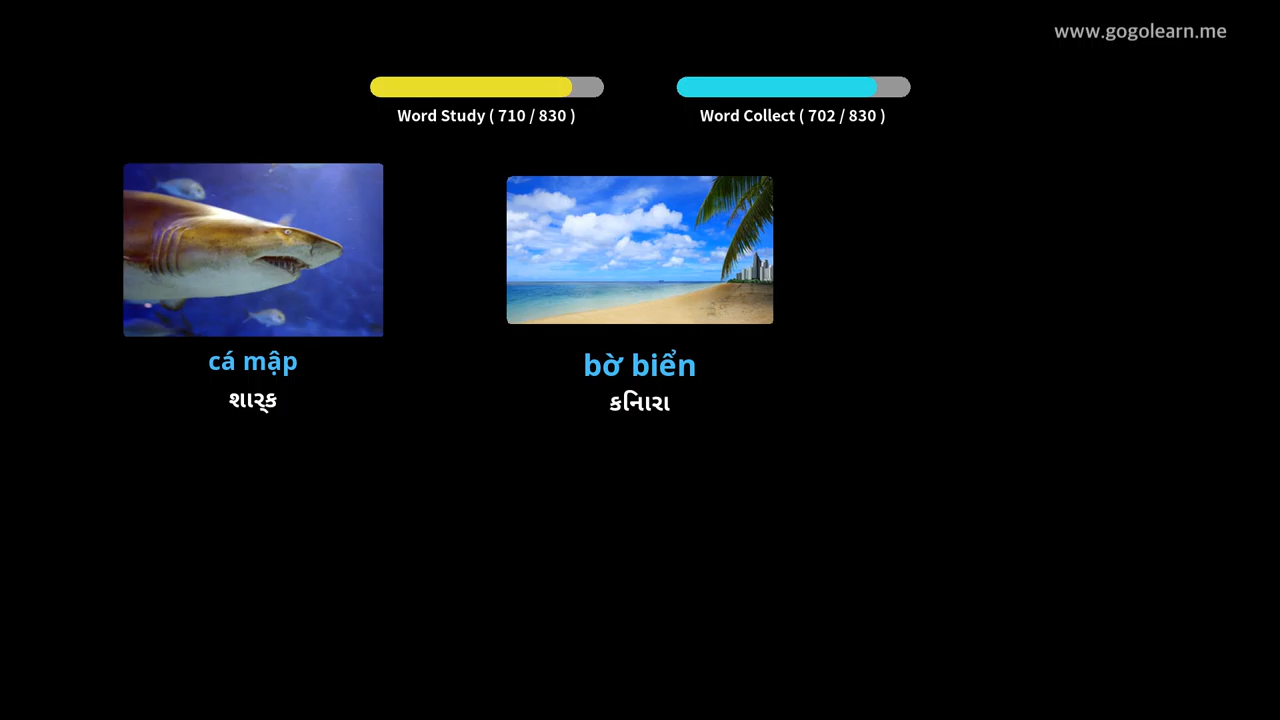 www.gogolearn.me
Word Study ( 710 / 830 )
Word Collect ( 702 / 830 )
cá mập
શાર્ક
bờ biển
કિનારા